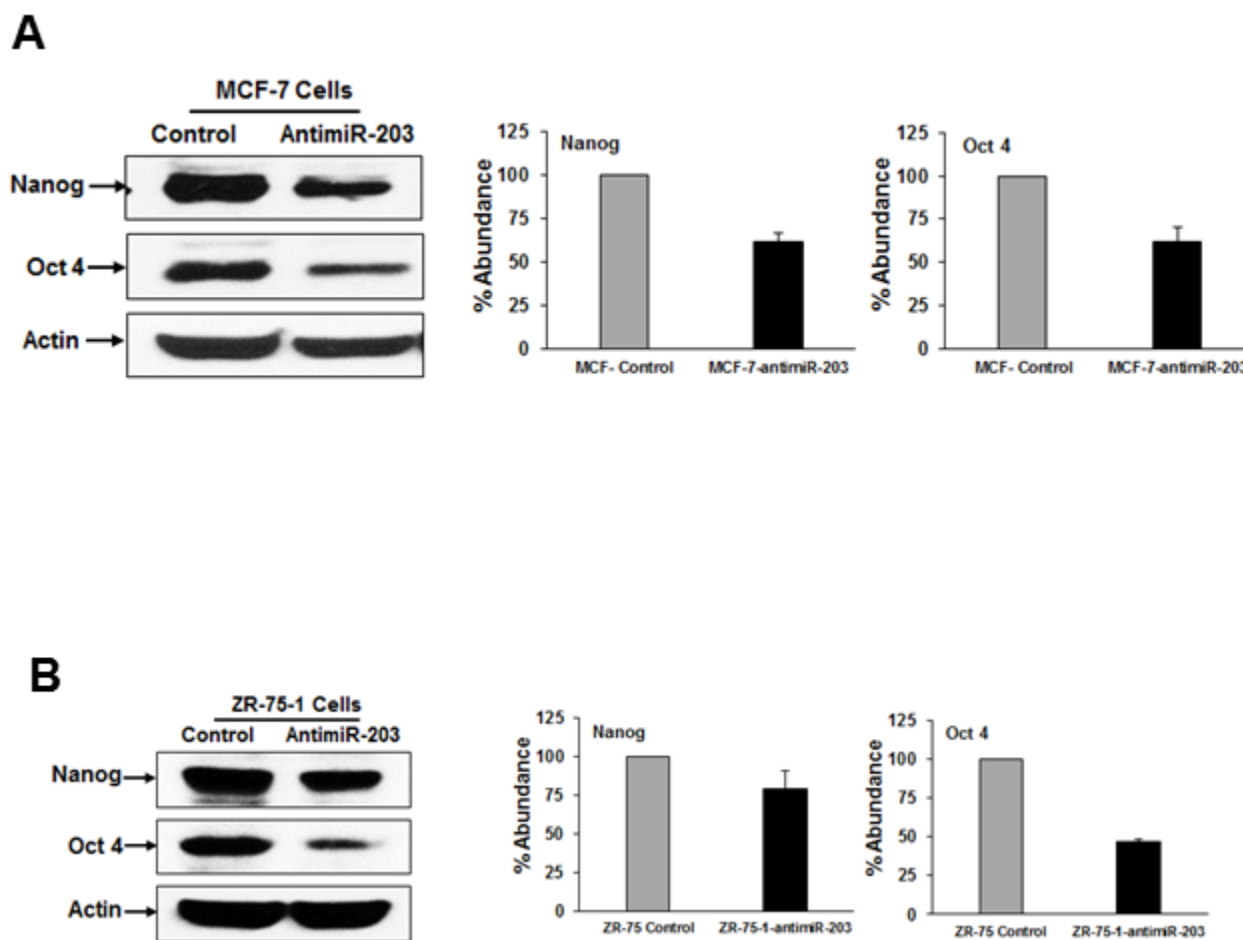 A
MCF-7 Cells
Control AntimiR-203
Nanog
Oct 4
Actin
125
100
75
50
25
0
% Abundance
Nanog
MCF- Control MCF-7-antimiR-203
125
100
75
50
25
0
% Abundance
Oct 4
MCF- Control MCF-7-antimiR-203
B
ZR-75-1 Cells
Control AntimiR-203
Nanog
Oct 4
Actin
125
100
75
50
25
0
% Abundance
Nanog
ZR-75 Control ZR-75-1-antimiR-203
125
100
75
50
25
0
% Abundance
Oct 4
ZR-75 Control ZR-75-1-antimiR-203